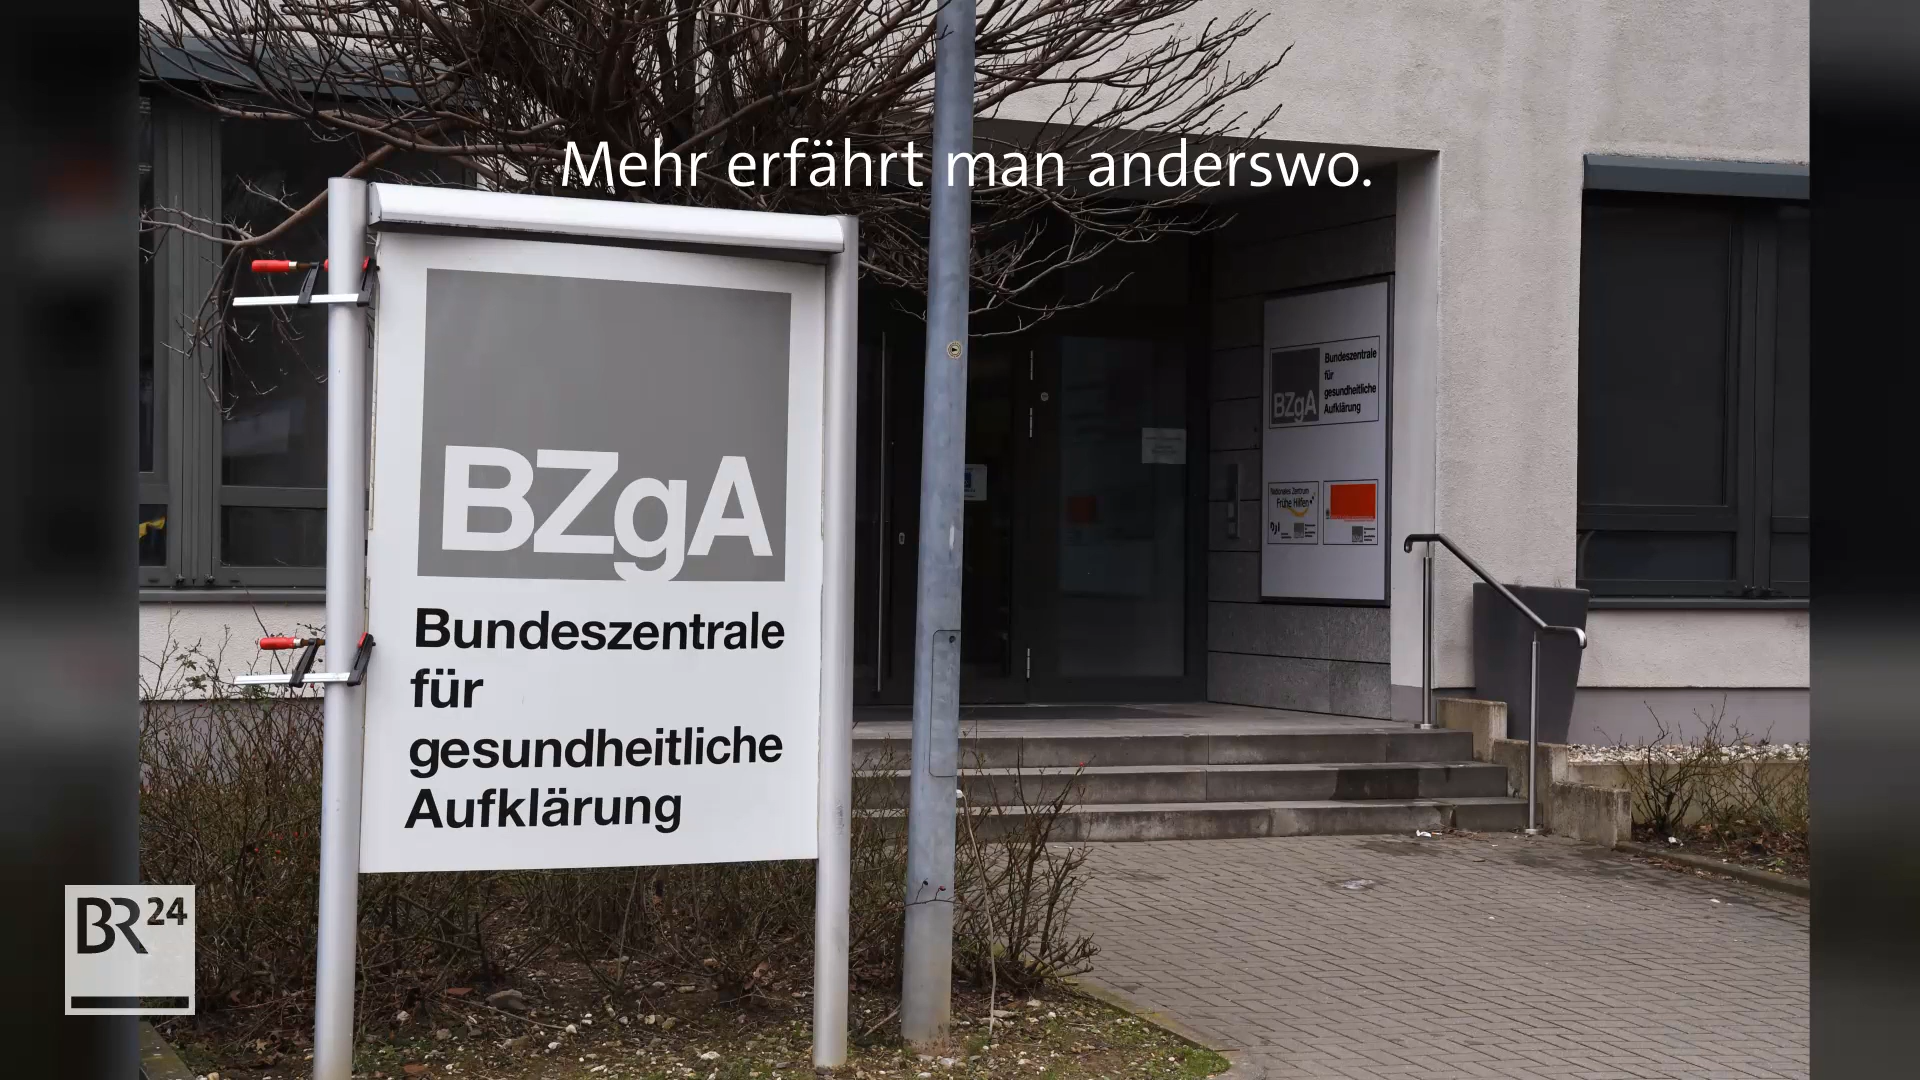 Mehr erfährt man anderswo.
BZgA
Bundeszentrale
für
gesundheitliche
Aufklärung
BZgA
Bundeszentrale
für
gesundheitliche
Aufklärung
Nationales Zentrum
Frühe Hilfen
BR24